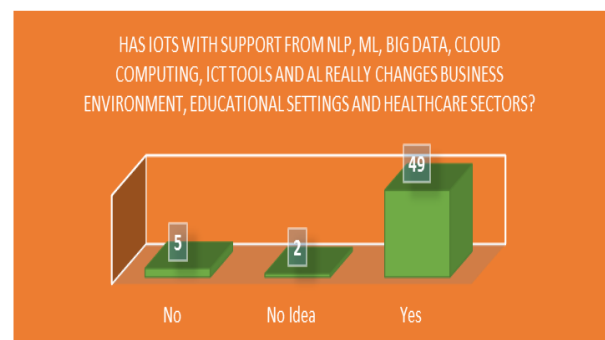 HAS IOTS WITH SUPPORT FROM NLP, ML, BIG DATA, CLOUD
COMPUTING, ICT TOOLS AND AL REALLY CHANGES BUSINESS
ENVIRONMENT, EDUCATIONAL SETTINGS AND HEALTHCARE SECTORS?
49
5
2
No
No Idea
Yes